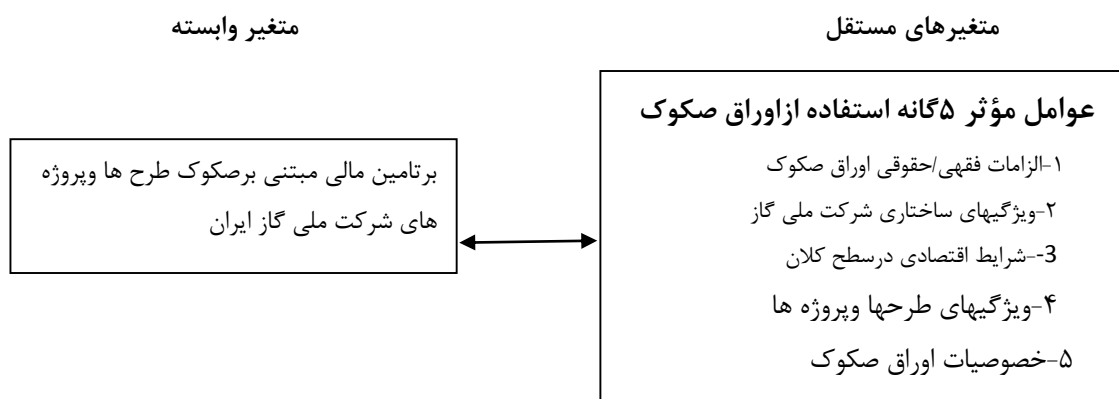 متغیرهای مستقل
متغیر وابسته
عوامل مؤثر ۵گانه استفاده ازاوراق صکوک
۱-الزامات فقهی/حقوقی اوراق صکوک
۲-ویژگیهای ساختاری شرکت ملی گاز
3--شرایط اقتصادی درسطح کلان
۴-ویژگیهای طرحها وپروژه ها
۵-خصوصیات اوراق صکوک
برتامین مالی مبتنی برصکوک طرح ها وپروژه
های شرکت ملی گاز ایران